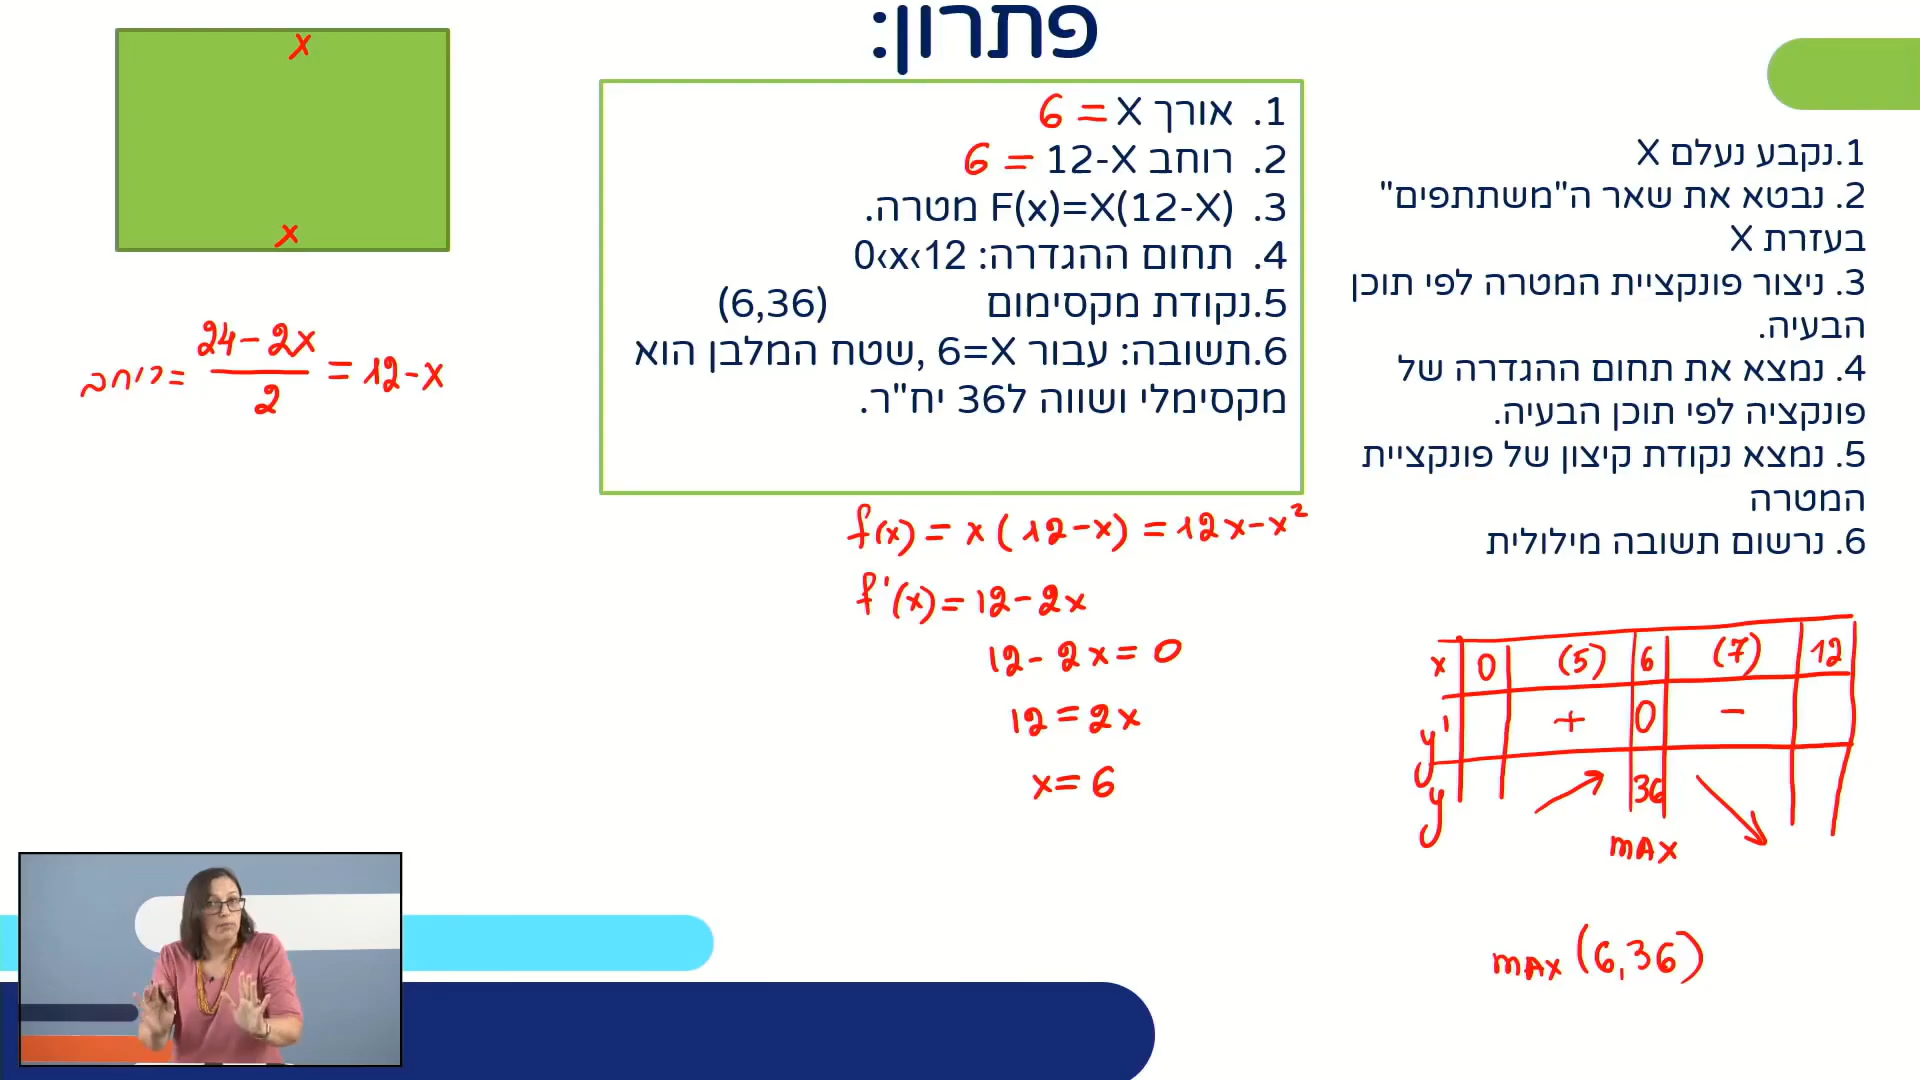 פתרון:
x
x
רוחב = 24-2x / 2 = 12-x
1. אורך X = 6
2. רוחב 12-X = 6
3. F(x)=X(12-X) מטרה.
4. תחום ההגדרה: 0‹x‹12
5.נקודת מקסימום (6,36)
6.תשובה: עבור X=6 ,שטח המלבן הוא
מקסימלי ושווה ל36 יח"ר.
f(x) = x(12-x) = 12x-x²
f'(x) = 12-2x
12-2x=0
12=2x
x=6
1.נקבע נעלם X
2. נבטא את שאר ה"משתתפים"
בעזרת X
3. ניצור פונקציית המטרה לפי תוכן
הבעיה.
4. נמצא את תחום ההגדרה של
פונקציה לפי תוכן הבעיה.
5. נמצא נקודת קיצון של פונקציית
המטרה
6. נרשום תשובה מילולית
x 0 (5) 6 (7) 12
y' + 0 -
y ↗ 36 ↘
max
max (6,36)